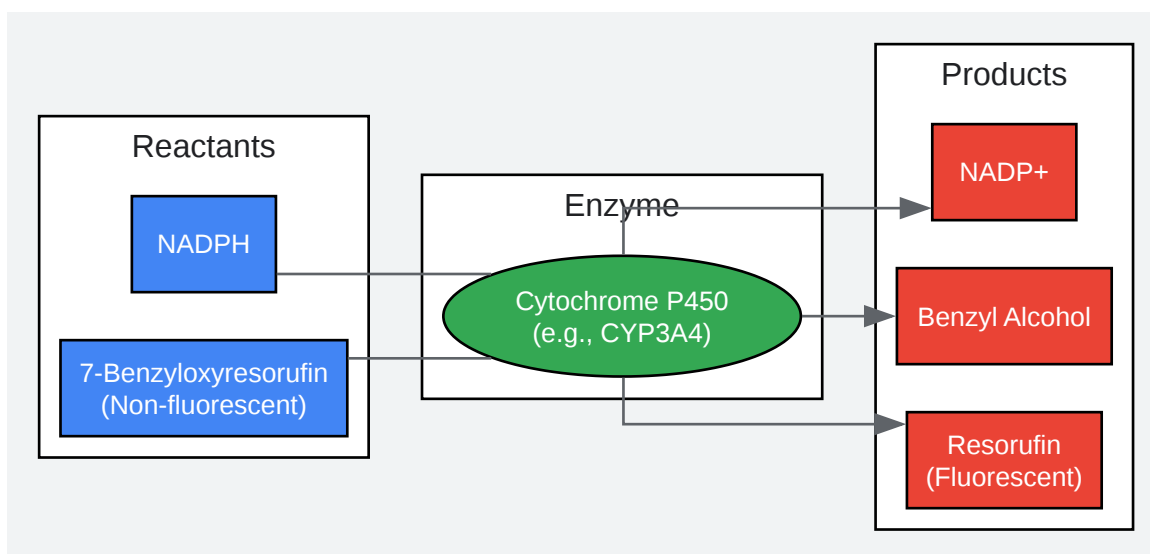 Reactants
NADPH
7-Benzyloxyresorufin
(Non-fluorescent)
Enzyme
Cytochrome P450
(e.g., CYP3A4)
Products
NADP+
Benzyl Alcohol
Resorufin
(Fluorescent)